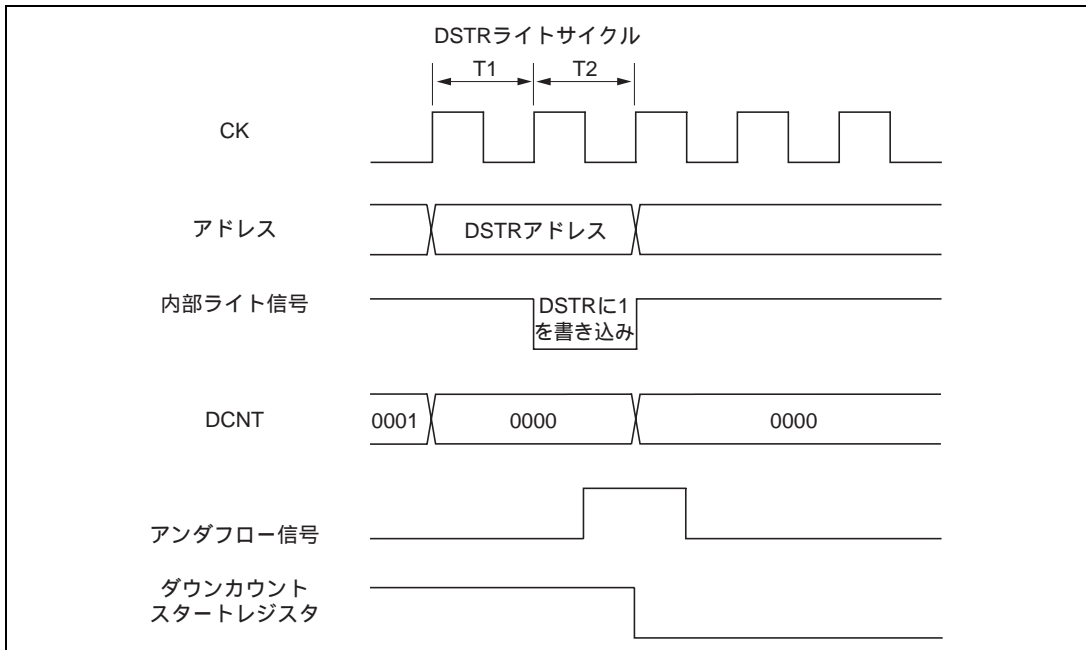 DSTRライトサイクル
T1 T2
CK
アドレス
DSTRアドレス
内部ライト信号
DSTRに1
を書き込み
DCNT
0001 0000 0000
アンダフロー信号
ダウンカウント
スタートレジスタ